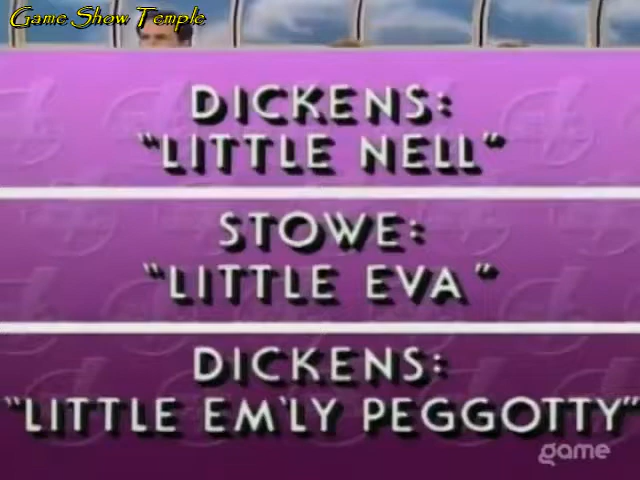 Game Show Temple
DICKENS:
"LITTLE NELL"
STOWE:
"LITTLE EVA"
DICKENS:
"LITTLE EM'LY PEGGOTTY"
game